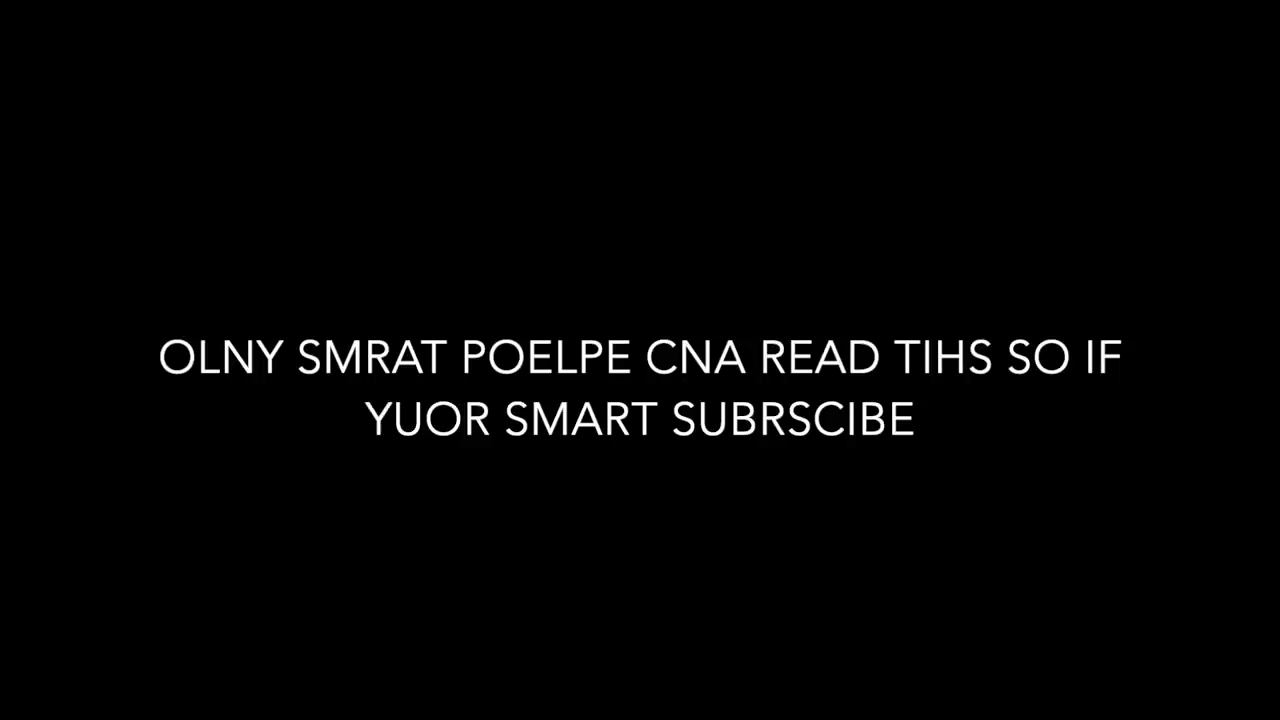 OLNY SMRAT POELPE CNA READ TIHS SO IF
YUOR SMART SUBRSCIBE